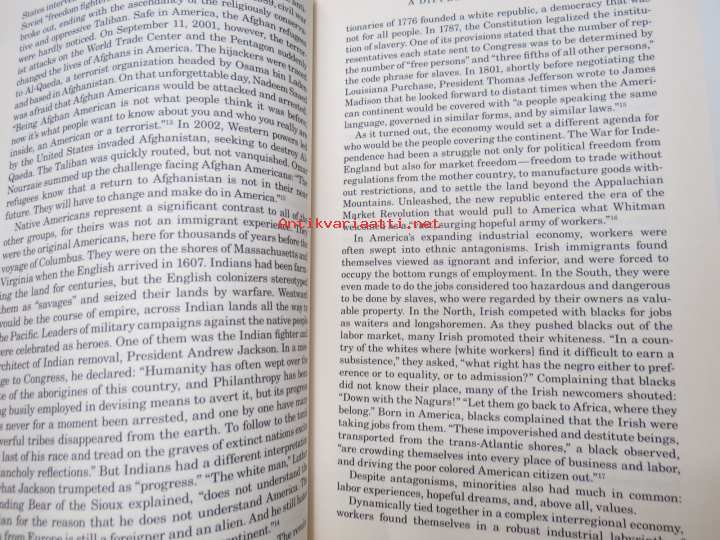 States interv
Soviet "freedom fight
broke out, ending with the ascendancy of the religiously conserva
tive and oppressive Taliban. Safe in America, the Afghan refugees
were hardly noticed. On September 11, 2001, however, the terror-
ist attacks on the World Trade Center and the Pentagon suddenly
changed the lives of Afghans in America. The hijackers were traced
to Al-Qaeda, a terrorist organization headed by Osama bin Laden
and based in Afghanistan. On that unforgettable day, Nadeem Saeed
was afraid that Afghan Americans would be attacked and arrested.
"Being Afghan American is not what people think it was before
now it's what people want to know about you and who you really are
inside, an American or a terrorist."13 In 2002, Western powers led
by the United States invaded Afghanistan, seeking to destroy Al-
Qaeda. The Taliban was quickly routed, but not vanquished. Omar
Nourzaie summed up the challenge facing Afghan Americans: "The
refugees know that a return to Afghanistan is not in their near
future. They will have to change and make do in America."
Native Americans represent a significant contrast to all of the
other groups, for theirs was not an immigrant experience.
were the original Americans, here for thousands of years before the
voyage of Columbus. They were on the shores of Massachusetts and
Virginia when the English arrived in 1607. Indians had been farm
ing the land for centuries, but the English colonizers stereotyped
them as "savages" and seized their lands by warfare. Westward
would be the course of empire, across Indian lands all the way to
the Pacific. Leaders of military campaigns against the native people
were celebrated as heroes. One of them was the Indian fighter and
architect of Indian removal, President Andrew Jackson. In a mes
ge to Congress, he declared: "Humanity has often wept over the
te of the aborigines of this country, and Philanthropy has been
ng busily employed in devising means to avert it, but its progress
s never for a moment been arrested, and one by one have many
werful tribes disappeared from the earth. To follow to the tomb
last of his race and tread on the graves of extinct nations excite
ancholy reflections." But Indians had a different interpretation
what Jackson trumpeted as "progress." "The white man," Luther
nding Bear of the Sioux explained, "does not understand the
ian for the reason that he does not understand America. The
from Europe is still a foreigner and an alien. And he still hates
continent."14
The results
A DIFF
tionaries of 1776 founded a white republic, a democracy that was
not for all people. In 1787, the Constitution legalized the institu-
tion of slavery. One of its provisions stated that the number of rep-
resentatives each state sent to Congress was to be determined by
the number of "free persons" and "three fifths of all other persons,"
the code phrase for slaves. In 1801, shortly before negotiating the
Louisiana Purchase, President Thomas Jefferson wrote to James
Madison that he looked forward to distant times when the Ameri-
can continent would be covered with "a people speaking the same
language, governed in similar forms, and by similar laws."15
As it turned out, the economy would set a different agenda for
who would be the people covering the continent. The War for Inde-
pendence had been a struggle not only for political freedom from
England but also for market freedom—freedom to trade without
regulations from the mother country, to manufacture goods with-
out restrictions, and to settle the land beyond the Appalachian
Mountains. Unleashed, the new republic entered the era of the
Market Revolution that would pull to America what Whitman
welcomed as a surging hopeful army of workers."16
In America's expanding industrial economy, workers were
often swept into ethnic antagonisms. Irish immigrants found
themselves viewed as ignorant and inferior, and were forced to
occupy the bottom rungs of employment. In the South, they were
even made to do the jobs considered too hazardous and dangerous
to be done by slaves, who were regarded by their owners as valu-
able property. In the North, Irish competed with blacks for jobs
as waiters and longshoremen. As they pushed blacks out of the
labor market, many Irish promoted their whiteness. "In a coun-
try of the whites where [white workers] find it difficult to earn a
subsistence," they asked, "what right has the negro either to pref-
erence or to equality, or to admission?" Complaining that blacks
did not know their place, many of the Irish newcomers shouted:
"Down with the Nagurs!" "Let them go back to Africa, where they
belong." Born in America, blacks complained that the Irish were
taking jobs from them. "These impoverished and destitute beings,
transported from the trans-Atlantic shores," a black observed,
"are crowding themselves into every place of business and labor,
and driving the poor colored American citizen out."17
Despite antagonisms, minorities also had much in common:
labor experiences, hopeful dreams, and, above all, values.
Dynamically tied together in a complex interregional economy,
workers found themselves in a robust industrial labyrinth
antikvariaatti.net